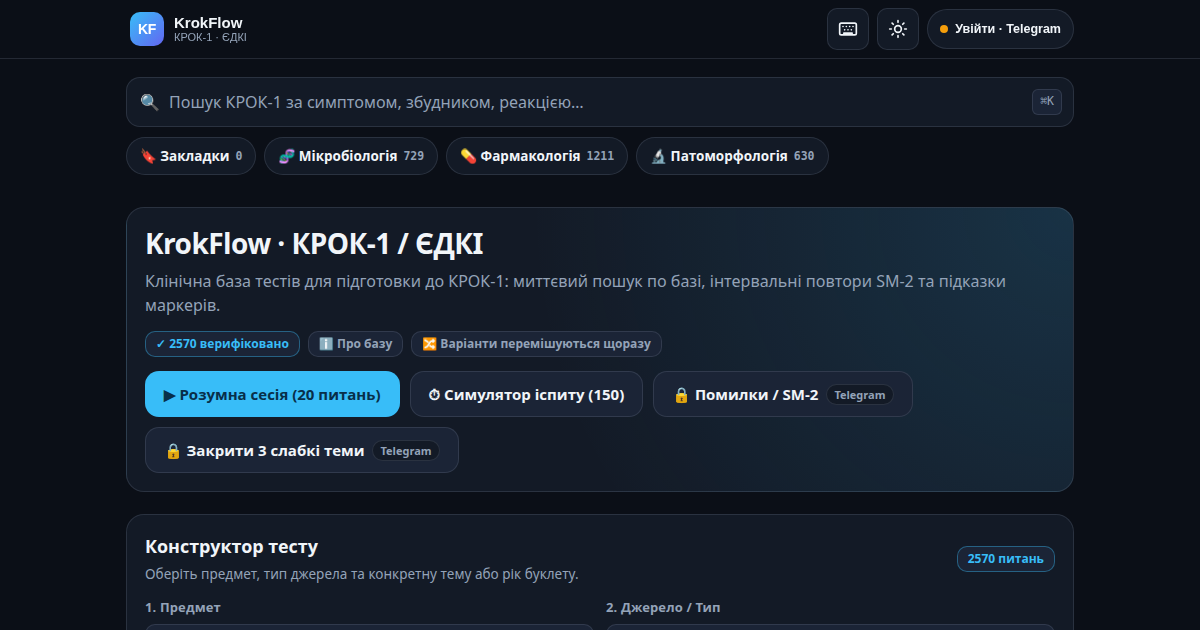 KF
KrokFlow
КРОК-1 · ЄДКІ
Увійти · Telegram
Пошук КРОК-1 за симптомом, збудником, реакцією...
⌘K
Закладки 0
Мікробіологія 729
Фармакологія 1211
Патоморфологія 630
KrokFlow · КРОК-1 / ЄДКІ
Клінічна база тестів для підготовки до КРОК-1: миттєвий пошук по базі, інтервальні повтори SM-2 та підказки
маркерів.
✓ 2570 верифіковано
Про базу
Варіанти перемішуються щоразу
▶ Розумна сесія (20 питань)
⏱ Симулятор іспиту (150)
Помилки / SM-2 Telegram
Закрити 3 слабкі теми Telegram
Конструктор тесту
2570 питань
Оберіть предмет, тип джерела та конкретну тему або рік буклету.
1. Предмет
2. Джерело / Тип